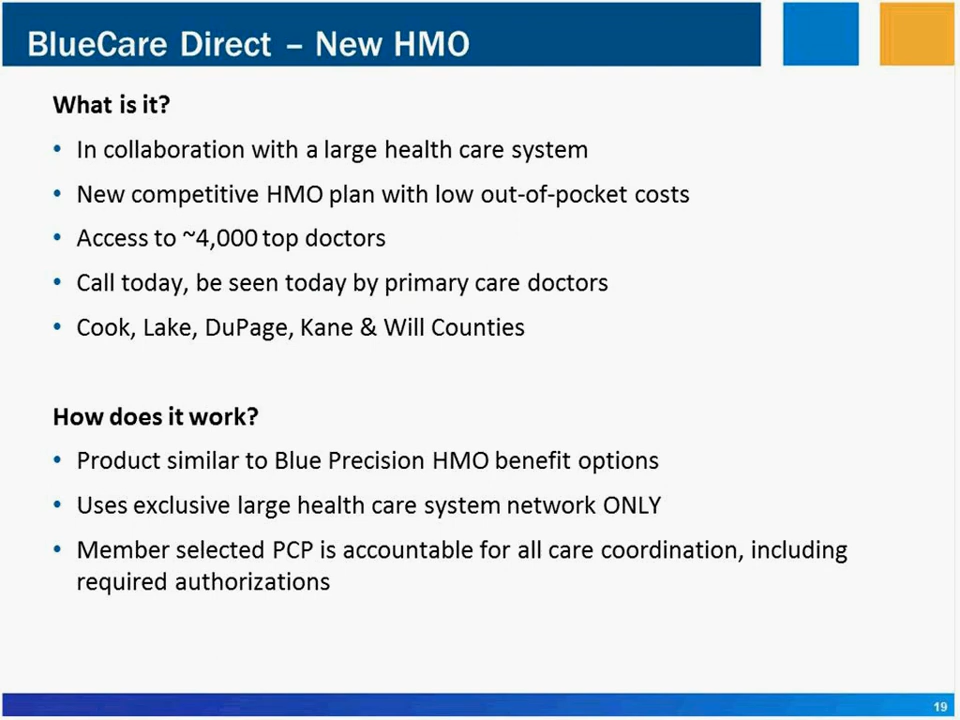 BlueCare Direct – New HMO
What is it?
• In collaboration with a large health care system
• New competitive HMO plan with low out-of-pocket costs
• Access to ~4,000 top doctors
• Call today, be seen today by primary care doctors
• Cook, Lake, DuPage, Kane & Will Counties
How does it work?
• Product similar to Blue Precision HMO benefit options
• Uses exclusive large health care system network ONLY
• Member selected PCP is accountable for all care coordination, including
required authorizations
19